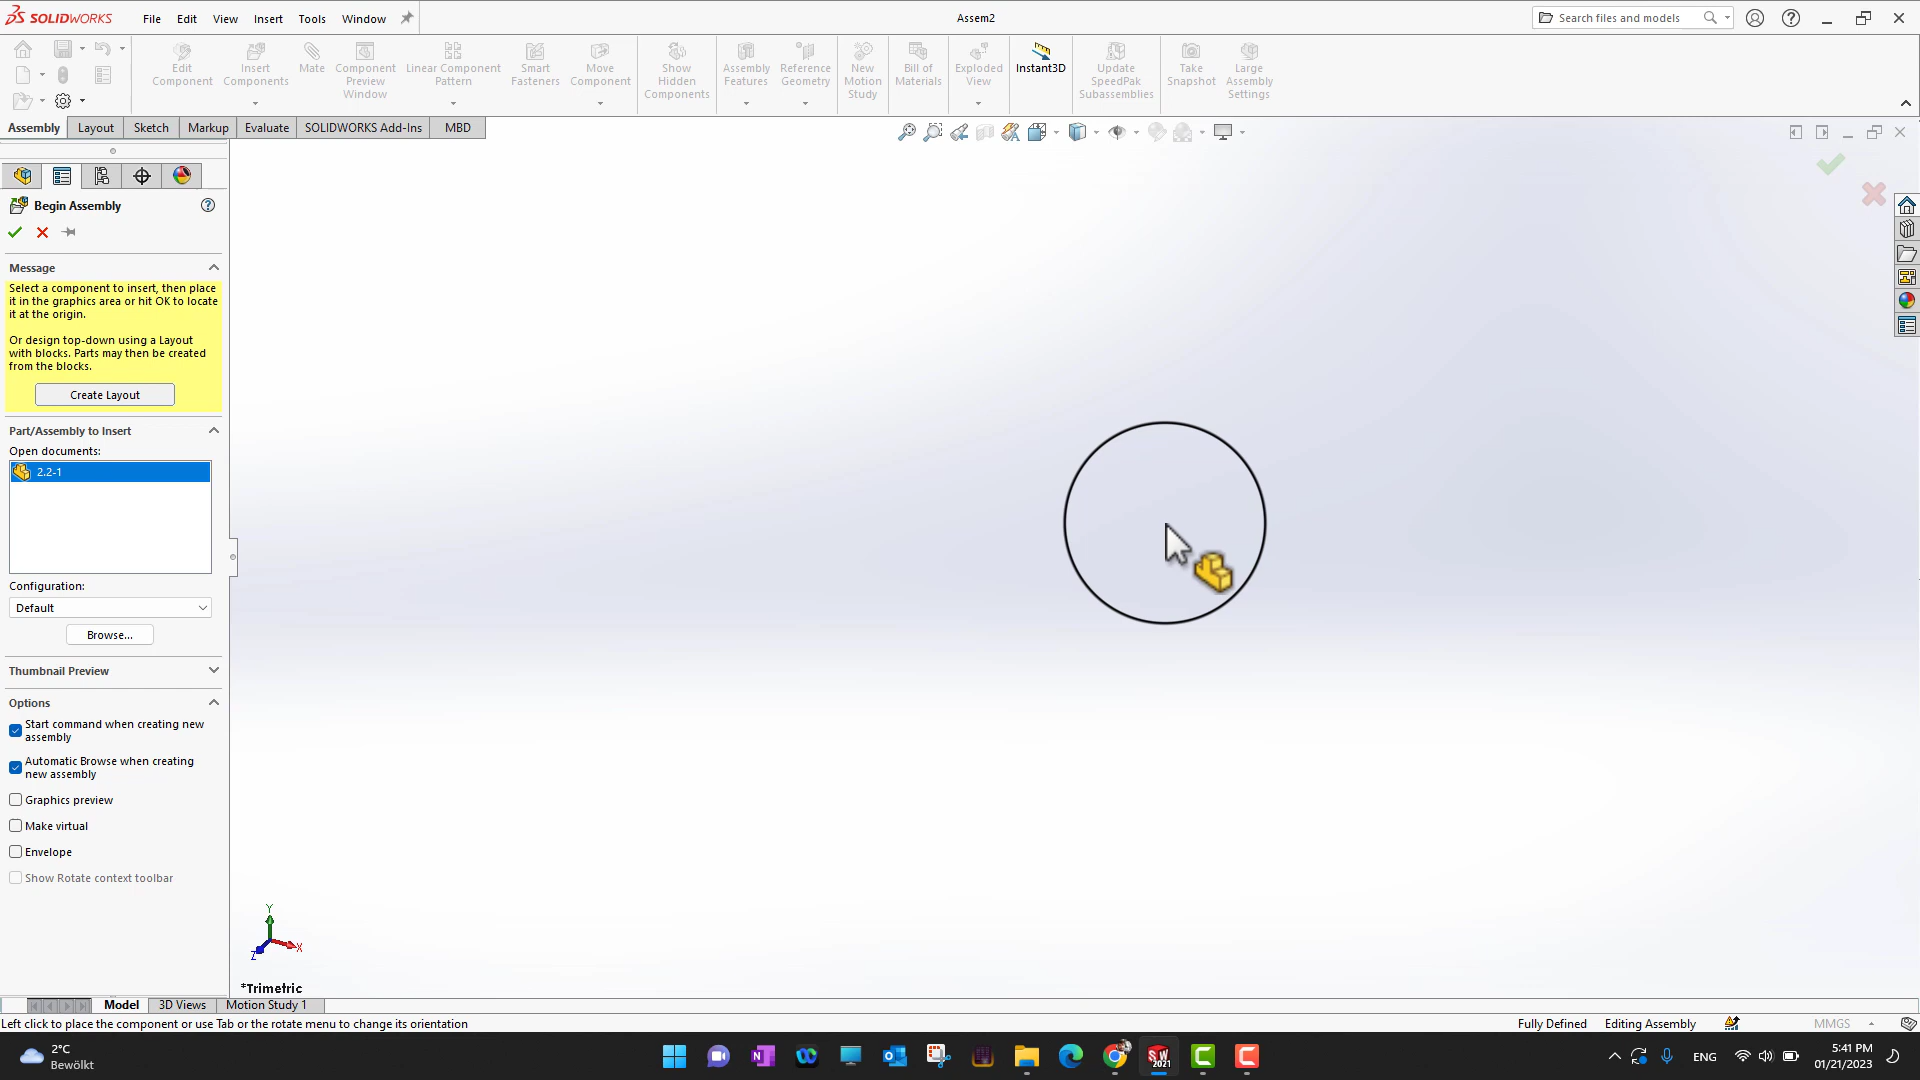 SOLIDWORKS
File Edit View Insert Tools Window
Assem2
Search files and models
Edit Component
Insert Components
Mate
Component Preview Window
Linear Component Pattern
Smart Fasteners
Move Component
Show Hidden Components
Assembly Features
Reference Geometry
New Motion Study
Bill of Materials
Exploded View
Instant3D
Update SpeedPak Subassemblies
Take Snapshot
Large Assembly Settings
Assembly Layout Sketch Markup Evaluate SOLIDWORKS Add-Ins MBD
Begin Assembly
Message
Select a component to insert, then place
it in the graphics area or hit OK to locate
it at the origin.
Or design top-down using a Layout
with blocks. Parts may then be created
from the blocks.
Create Layout
Part/Assembly to Insert
Open documents:
2.2-1
Configuration:
Default
Browse...
Thumbnail Preview
Options
Start command when creating new
assembly
Automatic Browse when creating
new assembly
Graphics preview
Make virtual
Envelope
Show Rotate context toolbar
Y
X
Z
*Trimetric
Model 3D Views Motion Study 1
Left click to place the component or use Tab or the rotate menu to change its orientation
Fully Defined Editing Assembly MMGS
2°C
Bewölkt
SW
2021
ENG
5:41 PM
01/21/2023